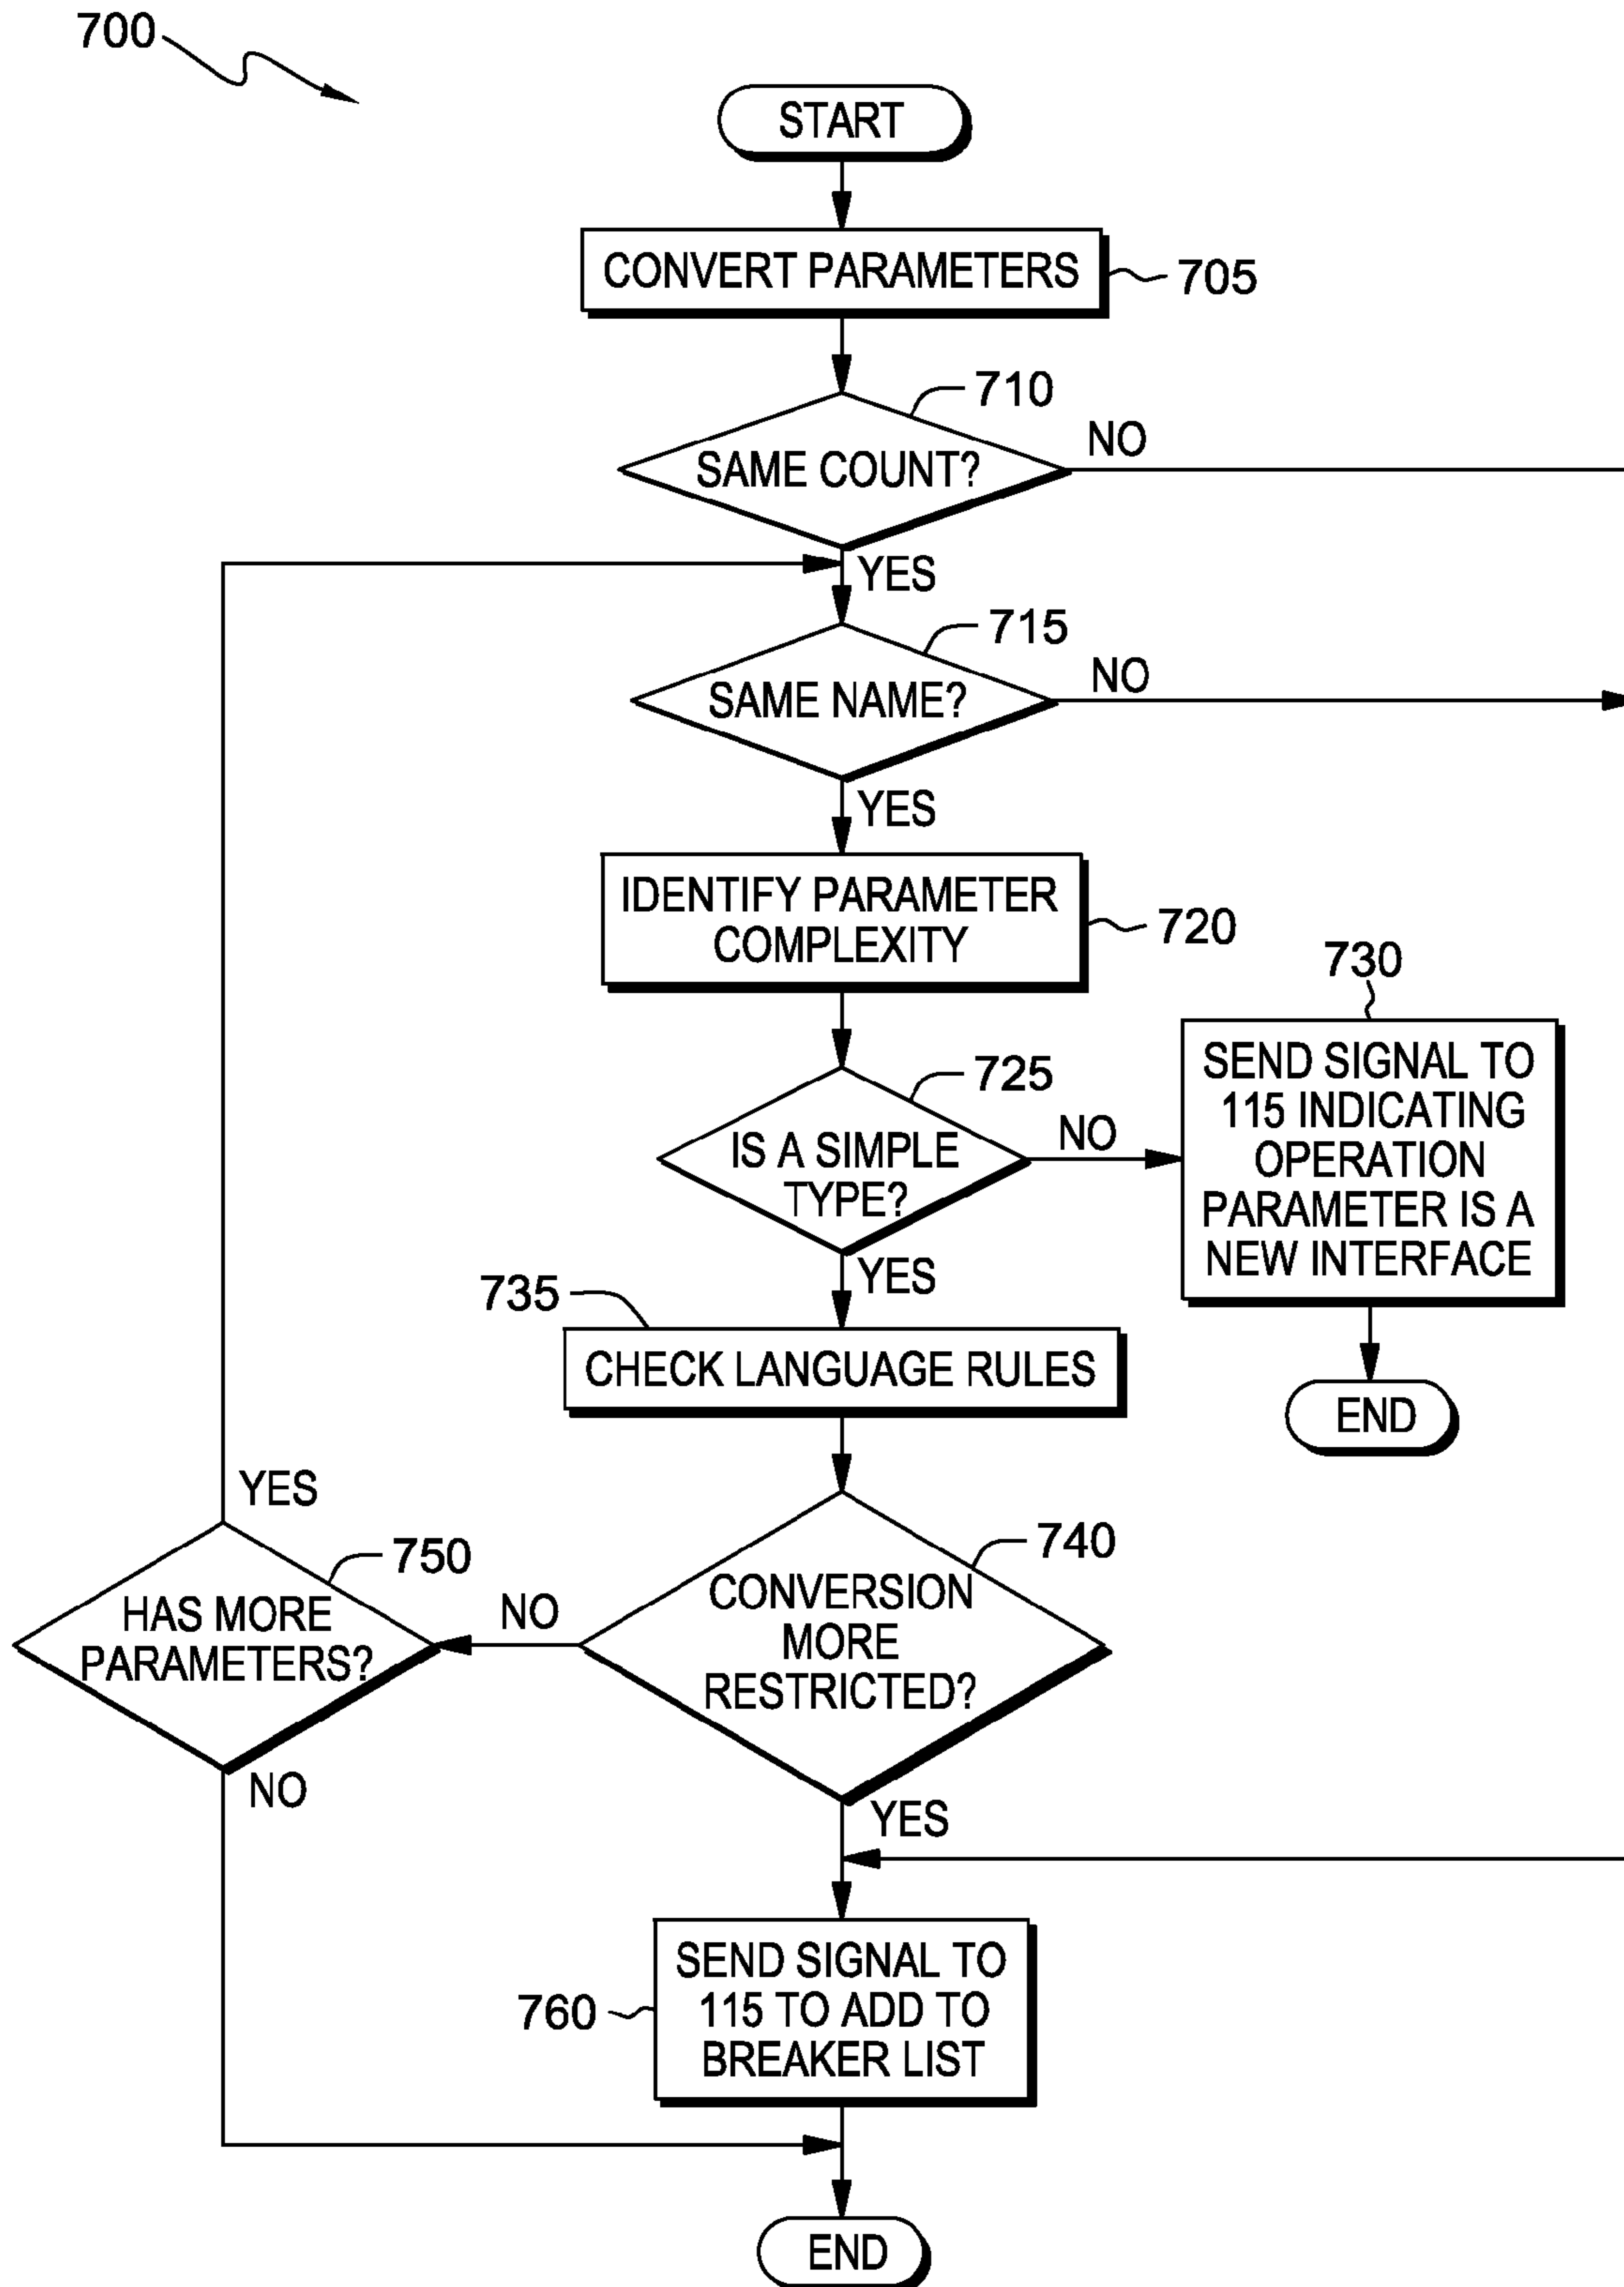 700
START
CONVERT PARAMETERS
705
710
SAME COUNT?
NO
YES
715
SAME NAME?
NO
YES
IDENTIFY PARAMETER
COMPLEXITY
720
730
SEND SIGNAL TO
115 INDICATING
OPERATION
PARAMETER IS A
NEW INTERFACE
725
IS A SIMPLE
TYPE?
NO
YES
END
735
CHECK LANGUAGE RULES
740
CONVERSION
MORE
RESTRICTED?
NO
YES
750
HAS MORE
PARAMETERS?
YES
NO
760
SEND SIGNAL TO
115 TO ADD TO
BREAKER LIST
END